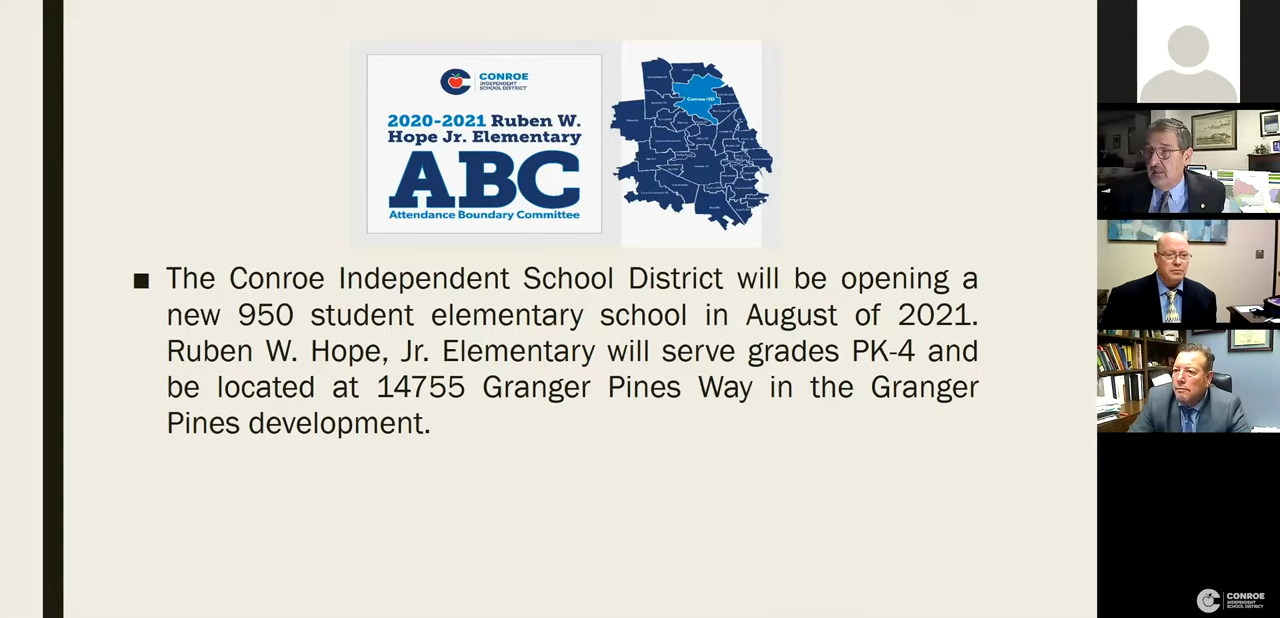 CONROE
INDEPENDENT
SCHOOL DISTRICT
2020-2021 Ruben W.
Hope Jr. Elementary
ABC
Attendance Boundary Committee
Conroe ISD
■ The Conroe Independent School District will be opening a
new 950 student elementary school in August of 2021.
Ruben W. Hope, Jr. Elementary will serve grades PK-4 and
be located at 14755 Granger Pines Way in the Granger
Pines development.
CONROE
INDEPENDENT
SCHOOL DISTRICT